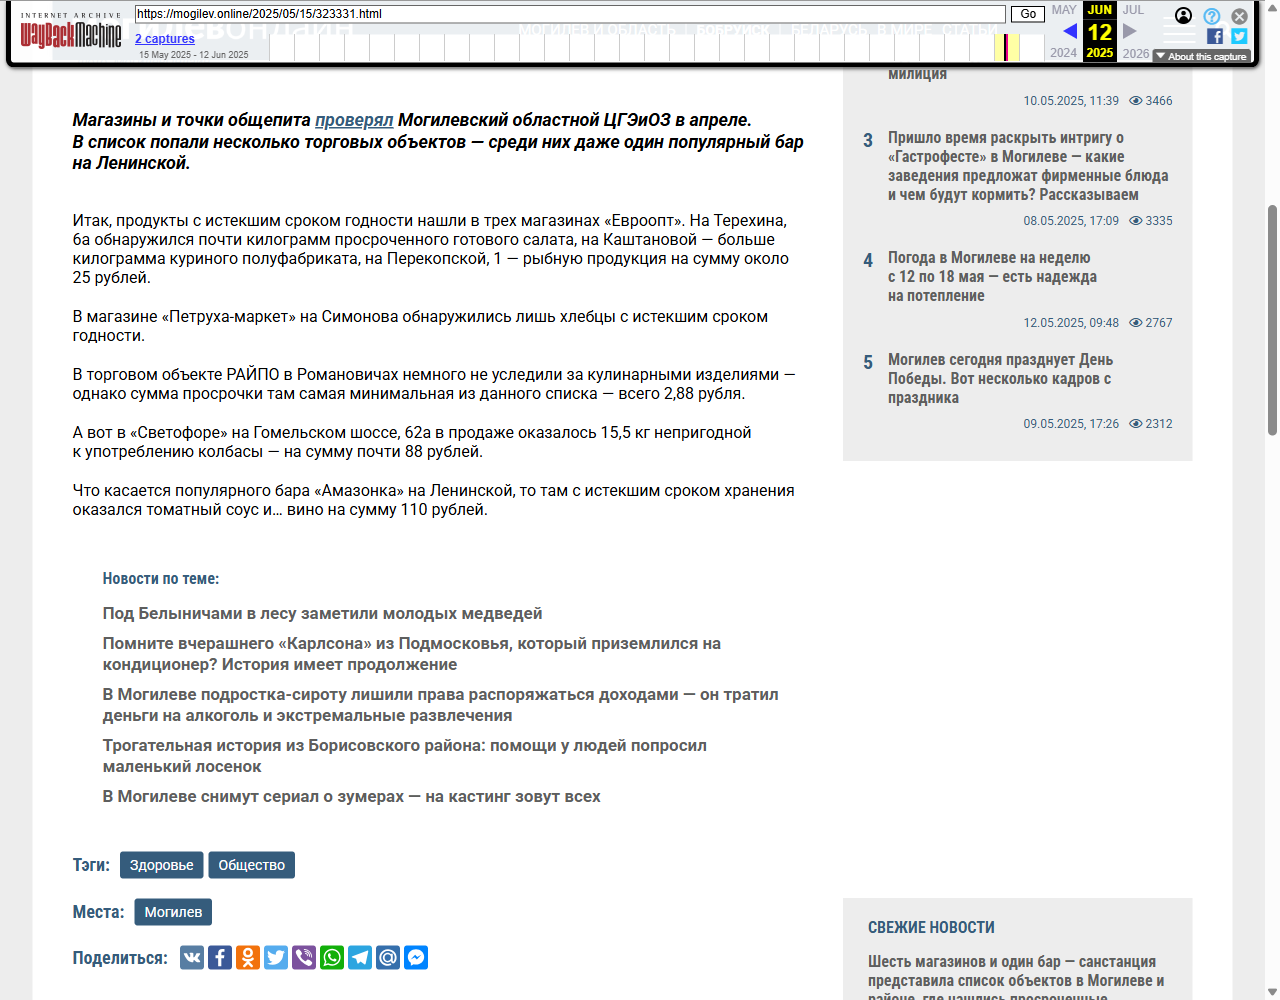 INTERNET ARCHIVE
WayBackMachine
https://mogilev.online/2025/05/15/323331.html
Go
2 captures
15 May 2025 - 12 Jun 2025
MAY
JUN
JUL
12
2024
2025
2026
About this capture
МОГИЛЕВ И ОБЛАСТЬ
БОБРУЙСК
БЕЛАРУСЬ
В МИРЕ
СТАТЬИ
Магазины и точки общепита проверял Могилевский областной ЦГЭиОЗ в апреле.
В список попали несколько торговых объектов — среди них даже один популярный бар
на Ленинской.
Итак, продукты с истекшим сроком годности нашли в трех магазинах «Евроопт». На Терехина,
6а обнаружился почти килограмм просроченного готового салата, на Каштановой — больше
килограмма куриного полуфабриката, на Перекопской, 1 — рыбную продукция на сумму около
25 рублей.
В магазине «Петруха-маркет» на Симонова обнаружились лишь хлебцы с истекшим сроком
годности.
В торговом объекте РАЙПО в Романовичах немного не уследили за кулинарными изделиями —
однако сумма просрочки там самая минимальная из данного списка — всего 2,88 рубля.
А вот в «Светофоре» на Гомельском шоссе, 62а в продаже оказалось 15,5 кг непригодной
к употреблению колбасы — на сумму почти 88 рублей.
Что касается популярного бара «Амазонка» на Ленинской, то там с истекшим сроком хранения
оказался томатный соус и… вино на сумму 110 рублей.
Новости по теме:
Под Белыничами в лесу заметили молодых медведей
Помните вчерашнего «Карлсона» из Подмосковья, который приземлился на
кондиционер? История имеет продолжение
В Могилеве подростка-сироту лишили права распоряжаться доходами — он тратил
деньги на алкоголь и экстремальные развлечения
Трогательная история из Борисовского района: помощи у людей попросил
маленький лосенок
В Могилеве снимут сериал о зумерах — на кастинг зовут всех
Тэги: Здоровье Общество
Места: Могилев
Поделиться:
милиция
10.05.2025, 11:39 3466
3 Пришло время раскрыть интригу о
«Гастрофесте» в Могилеве — какие
заведения предложат фирменные блюда
и чем будут кормить? Рассказываем
08.05.2025, 17:09 3335
4 Погода в Могилеве на неделю
с 12 по 18 мая — есть надежда
на потепление
12.05.2025, 09:48 2767
5 Могилев сегодня празднует День
Победы. Вот несколько кадров с
праздника
09.05.2025, 17:26 2312
СВЕЖИЕ НОВОСТИ
Шесть магазинов и один бар — санстанция
представила список объектов в Могилеве и
районе, где нашлись просроченные